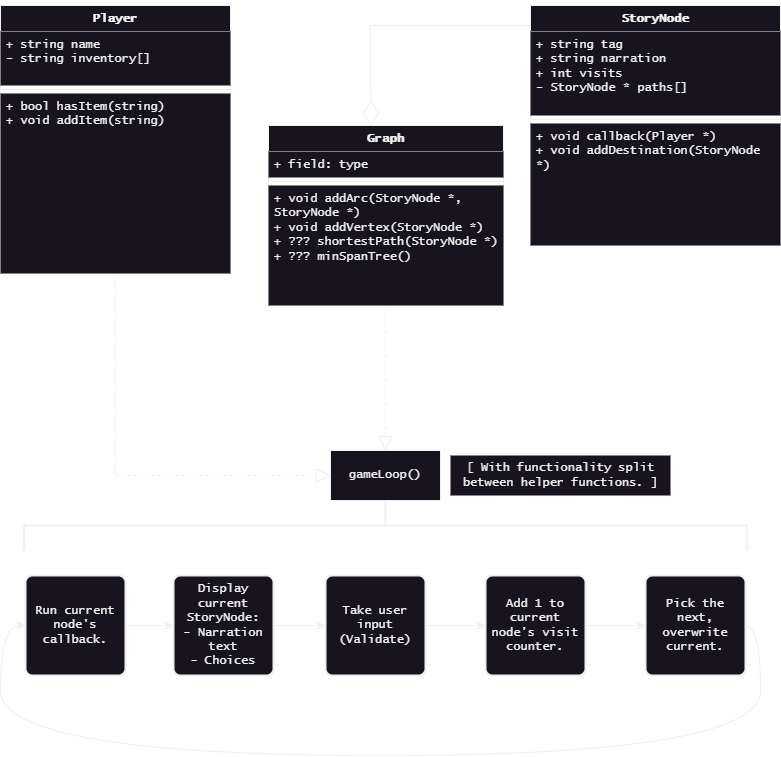 Player
+ string name
- string inventory[]
+ bool hasItem(string)
+ void addItem(string)
Graph
+ field: type
+ void addArc(StoryNode *,
StoryNode *)
+ void addVertex(StoryNode *)
+ ??? shortestPath(StoryNode *)
+ ??? minSpanTree()
StoryNode
+ string tag
+ string narration
+ int visits
- StoryNode * paths[]
+ void callback(Player *)
+ void addDestination(StoryNode
*)
gameLoop()
[ With functionality split
between helper functions. ]
Run current
node's
callback.
Display
current
StoryNode:
- Narration
text
- Choices
Take user
input
(Validate)
Add 1 to
current
node's visit
counter.
Pick the
next,
overwrite
current.